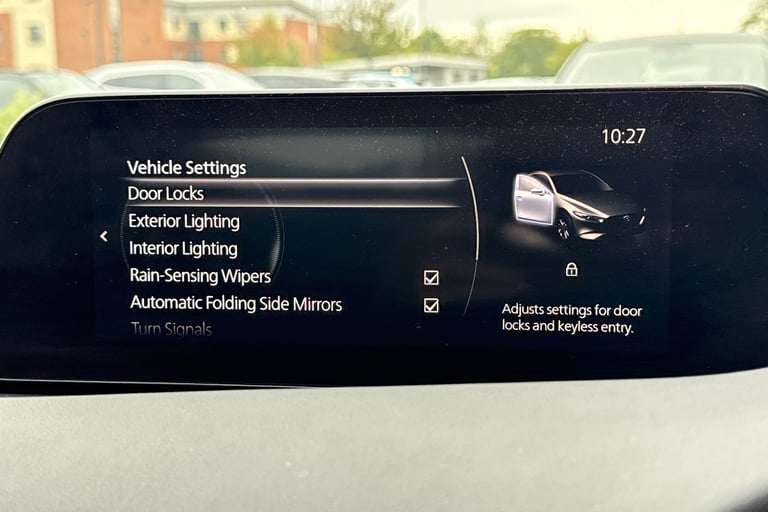 10:27
Vehicle Settings
Door Locks
Exterior Lighting
Interior Lighting
Rain-Sensing Wipers
Automatic Folding Side Mirrors
Turn Signals
Adjusts settings for door
locks and keyless entry.